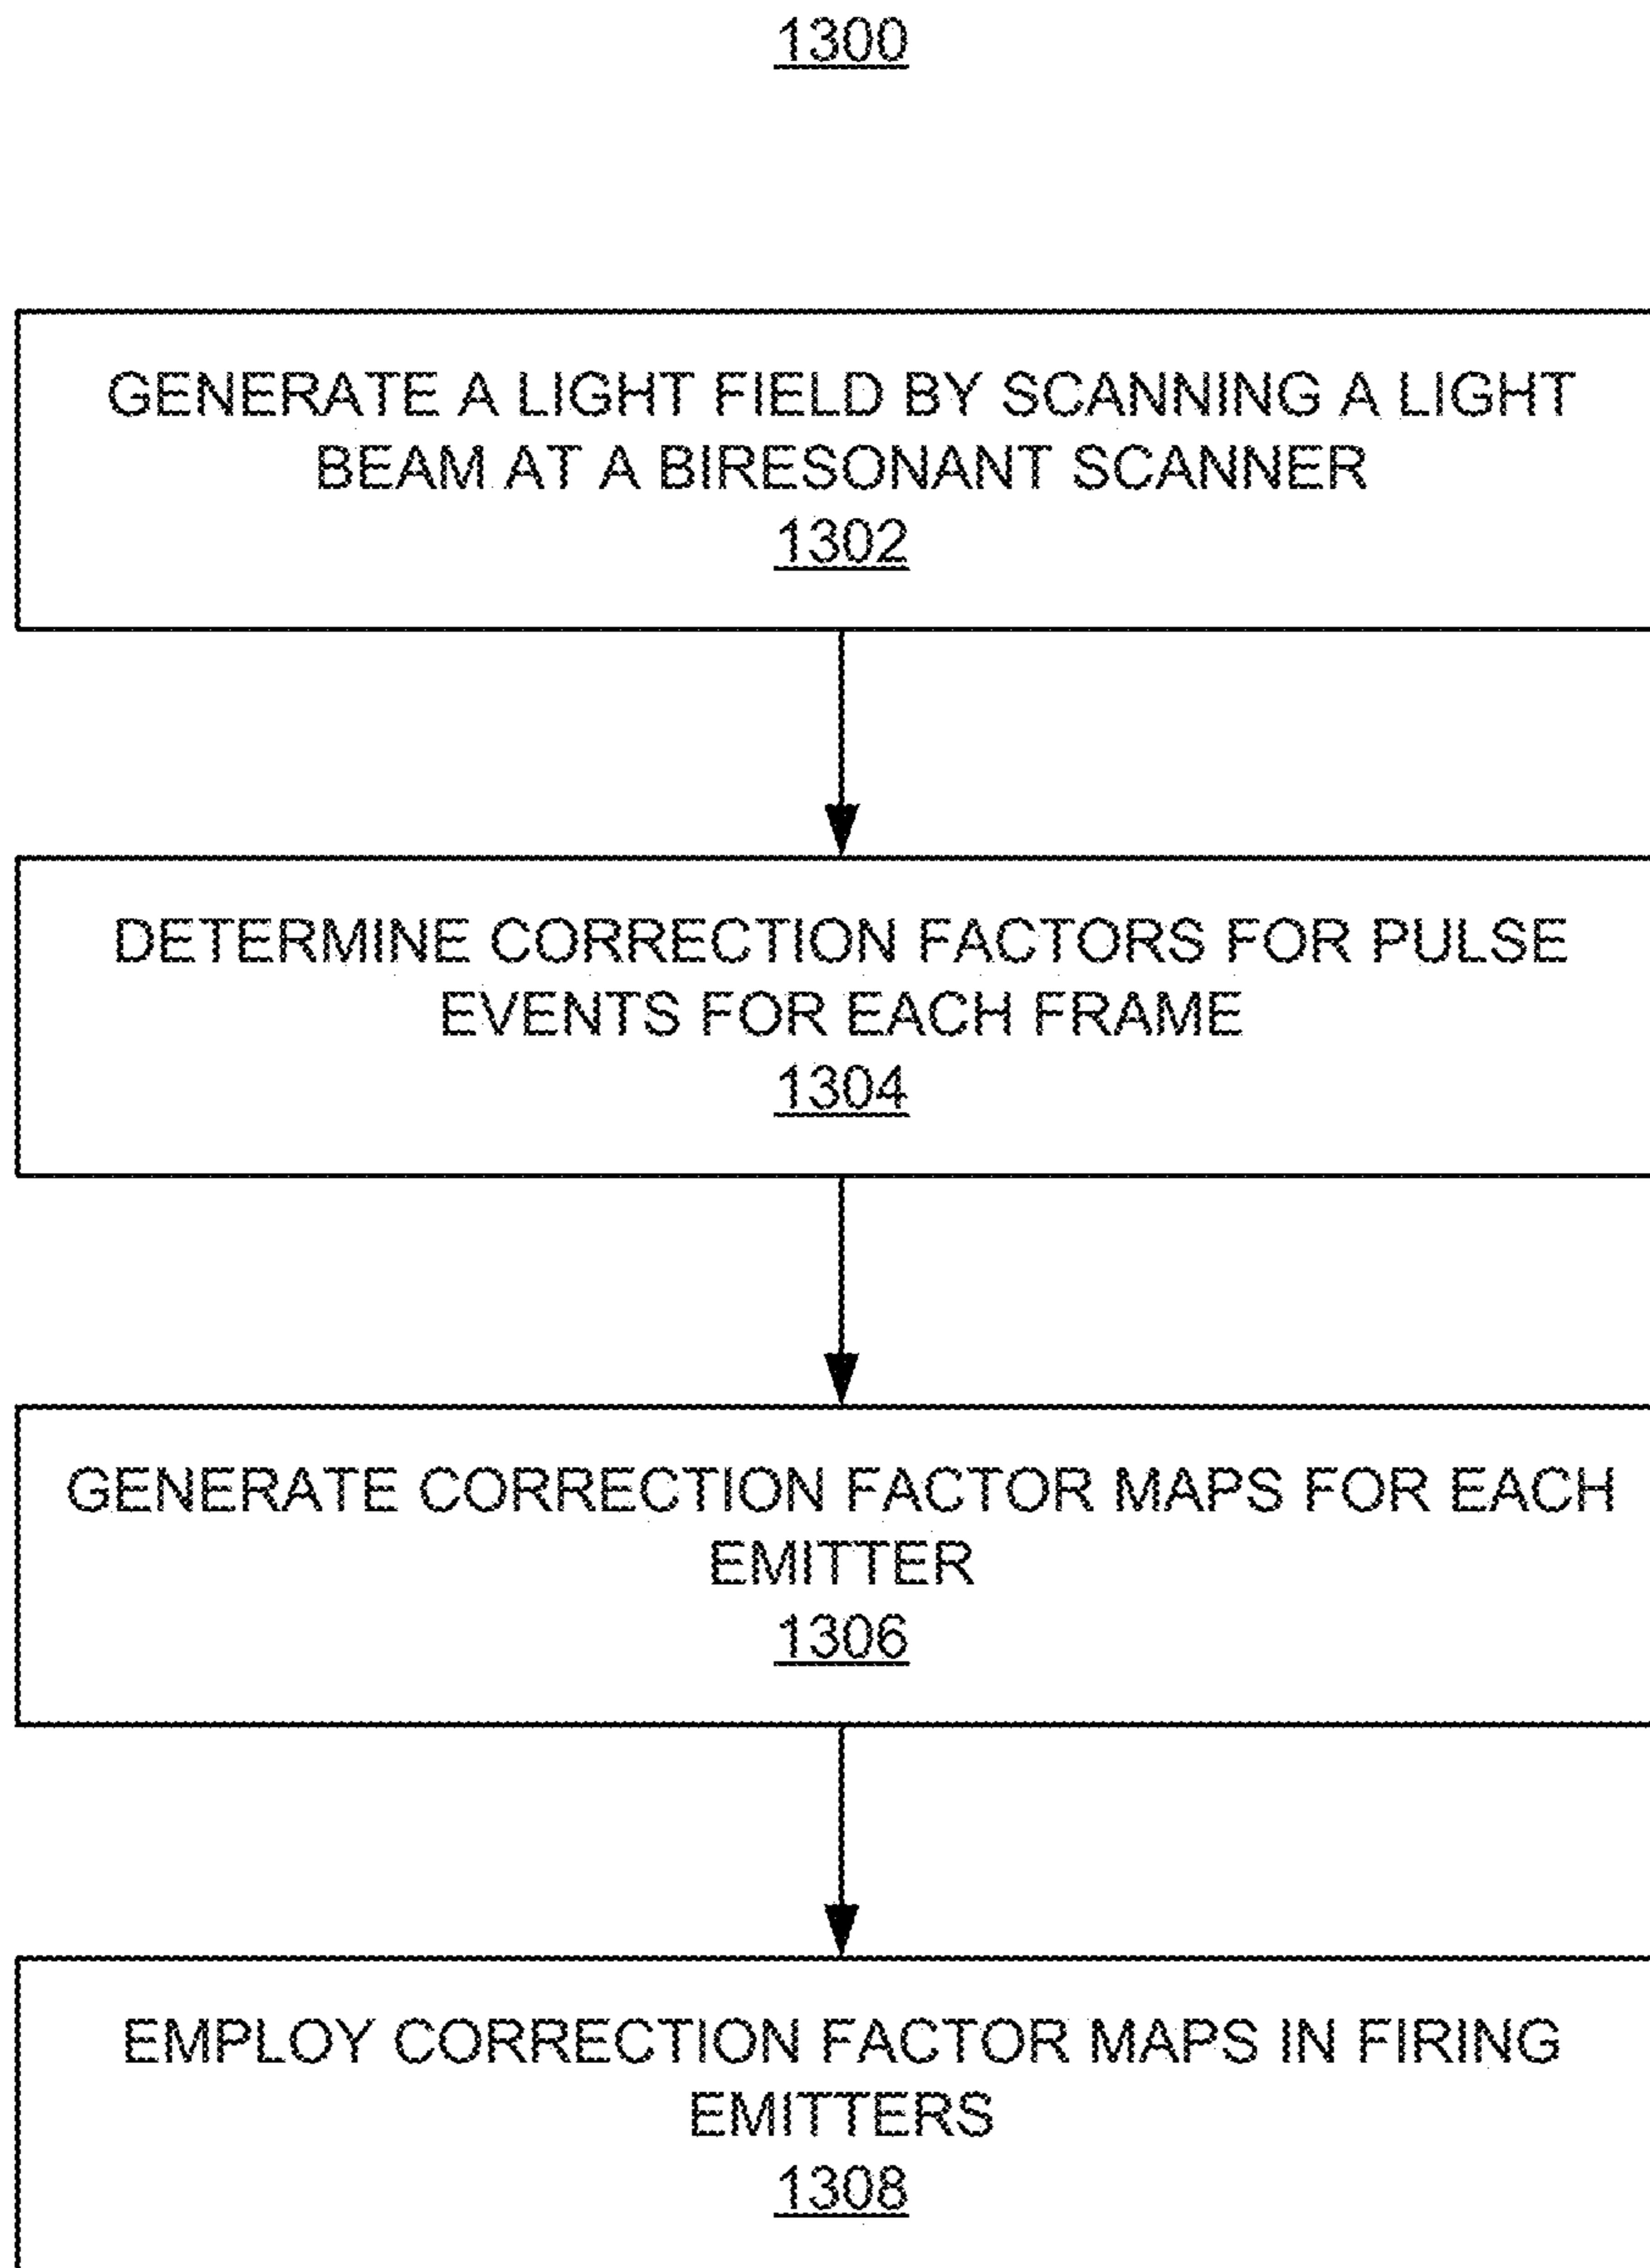 1300
GENERATE A LIGHT FIELD BY SCANNING A LIGHT
BEAM AT A BIRESONANT SCANNER
1302
DETERMINE CORRECTION FACTORS FOR PULSE
EVENTS FOR EACH FRAME
1304
GENERATE CORRECTION FACTOR MAPS FOR EACH
EMITTER
1306
EMPLOY CORRECTION FACTOR MAPS IN FIRING
EMITTERS
1308